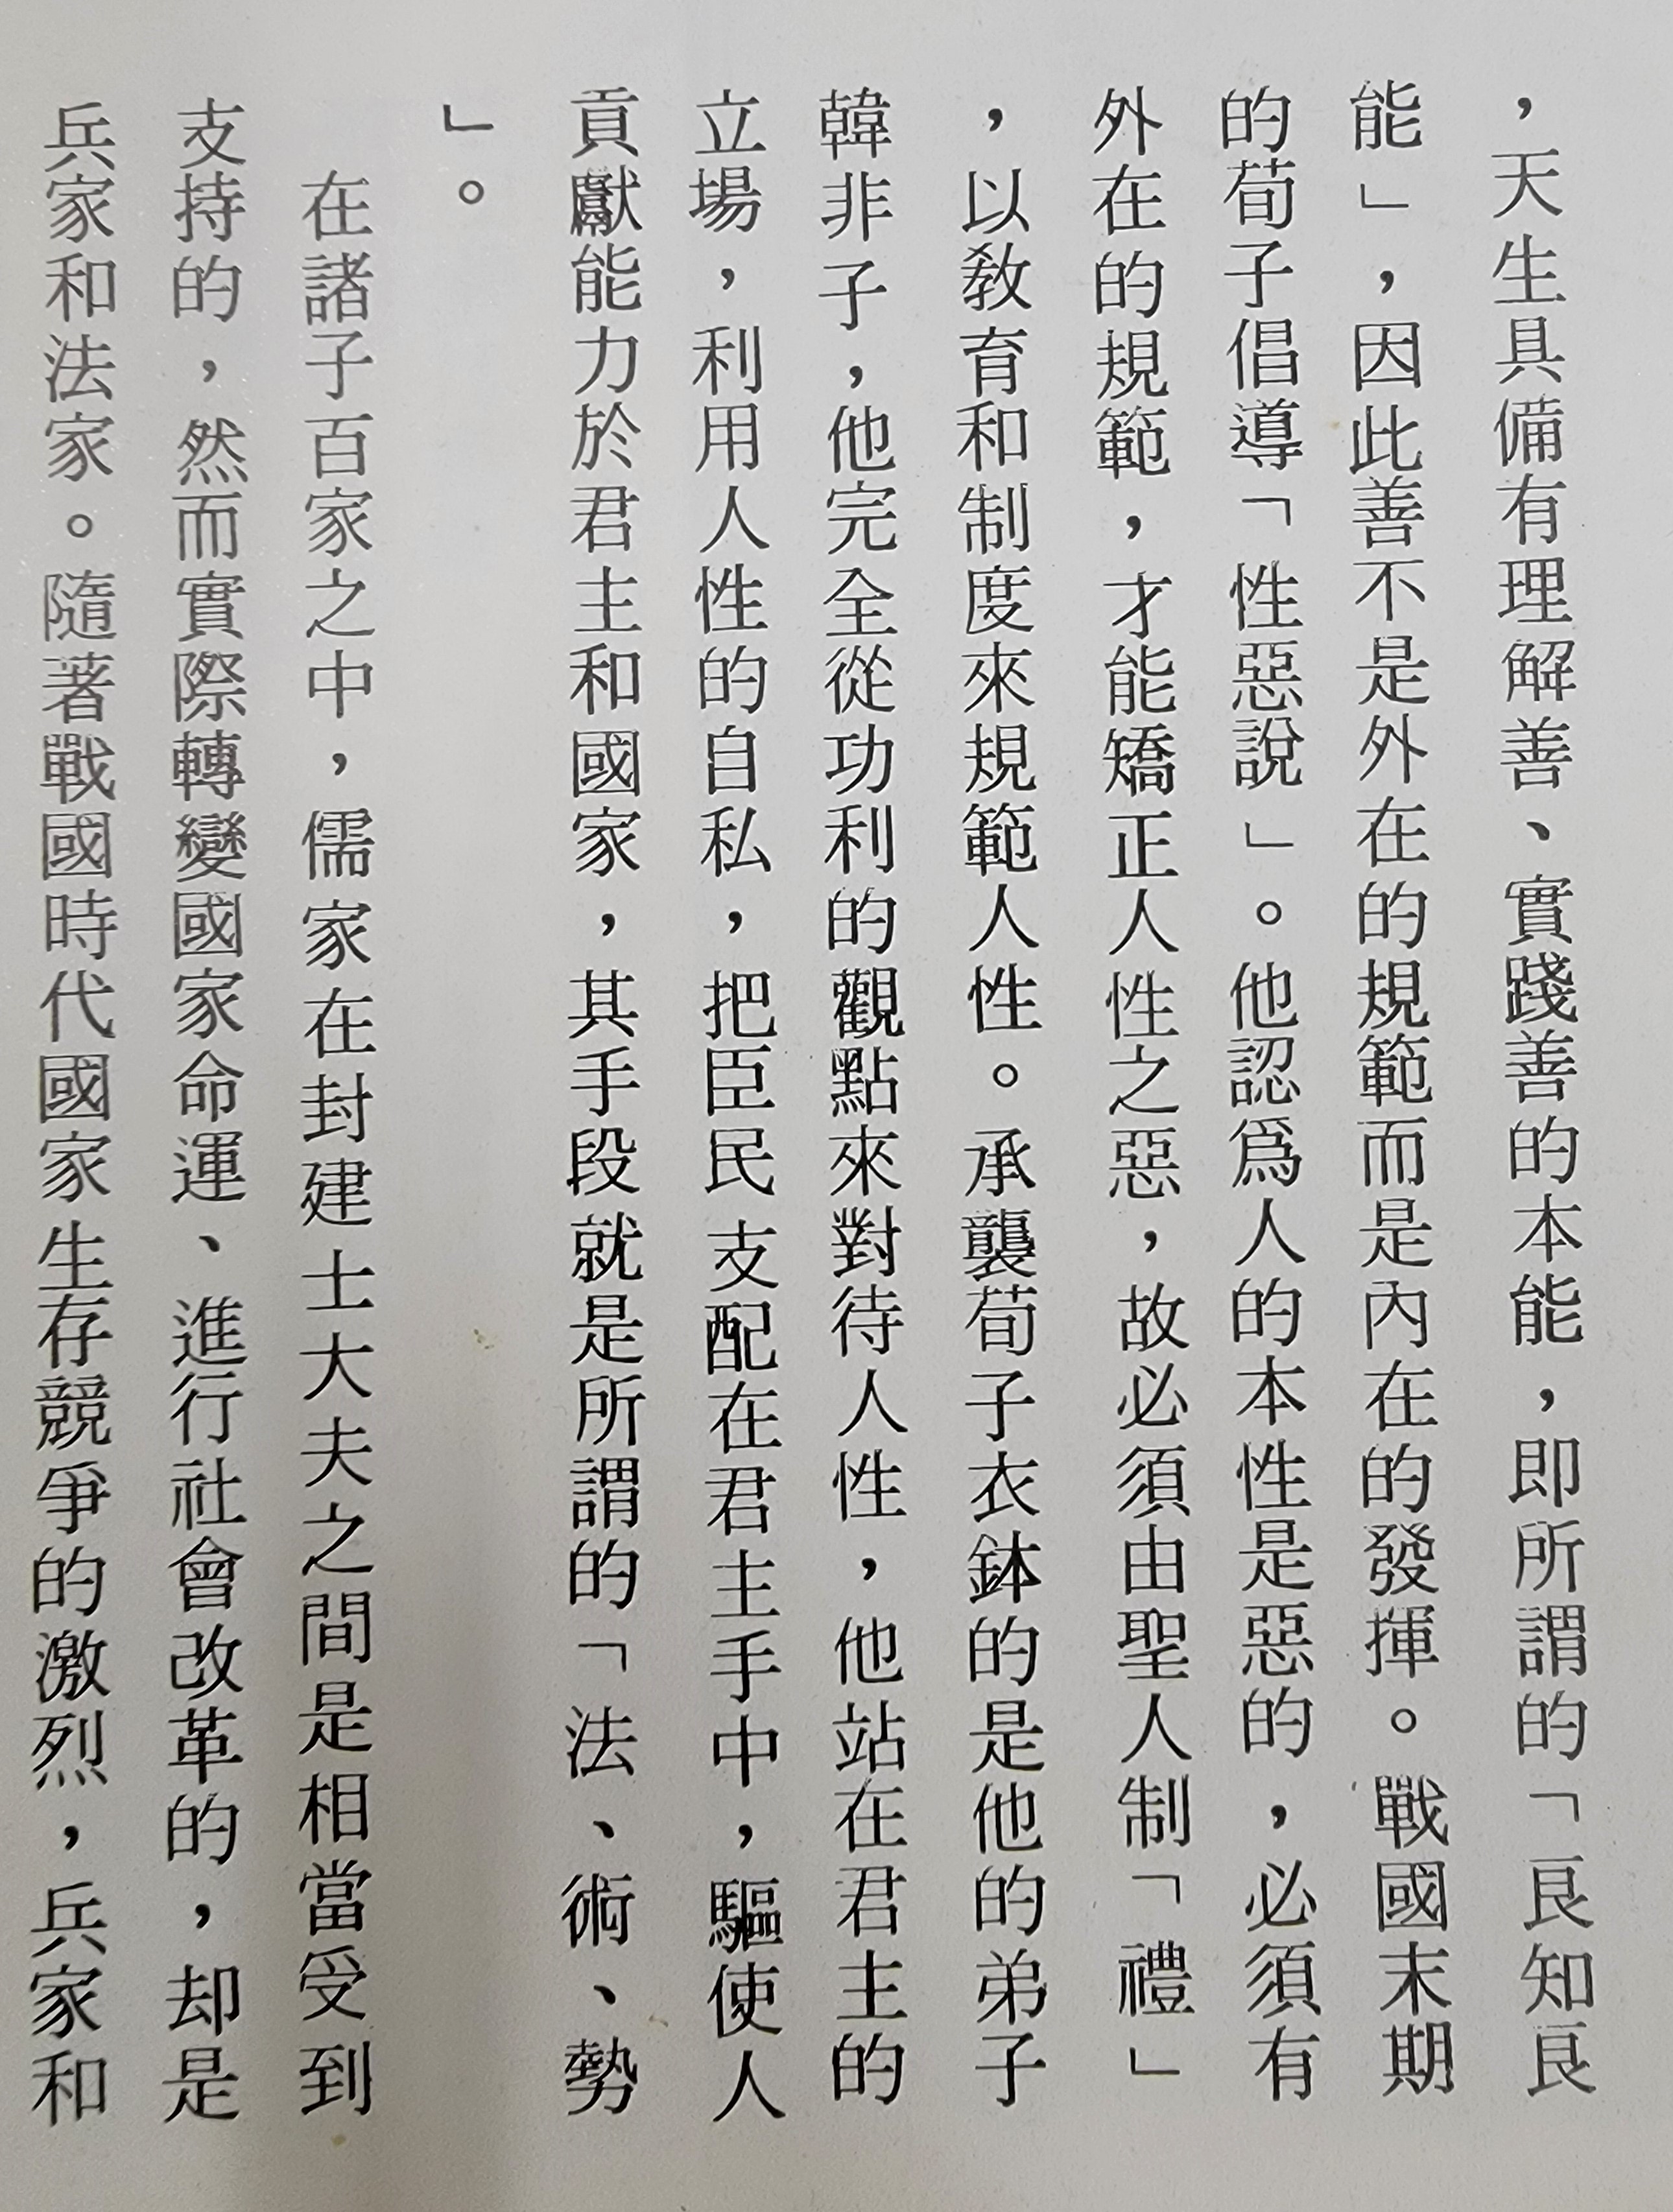 ，天生具備有理解善、實踐善的本能，即所謂的「良知良
能」，因此善不是外在的規範而是內在的發揮。戰國末期
的荀子倡導「性惡說」。他認爲人的本性是惡的，必須有
外在的規範，才能矯正人性之惡，故必須由聖人制「禮」
，以教育和制度來規範人性。承襲荀子衣鉢的是他的弟子
韓非子，他完全從功利的觀點來對待人性，他站在君主的
立場，利用人性的自私，把臣民支配在君主手中，驅使人
貢獻能力於君主和國家，其手段就是所謂的「法、術、勢
」。
在諸子百家之中，儒家在封建士大夫之間是相當受到
支持的，然而實際轉變國家命運、進行社會改革的，却是
兵家和法家。隨著戰國時代國家生存競爭的激烈，兵家和